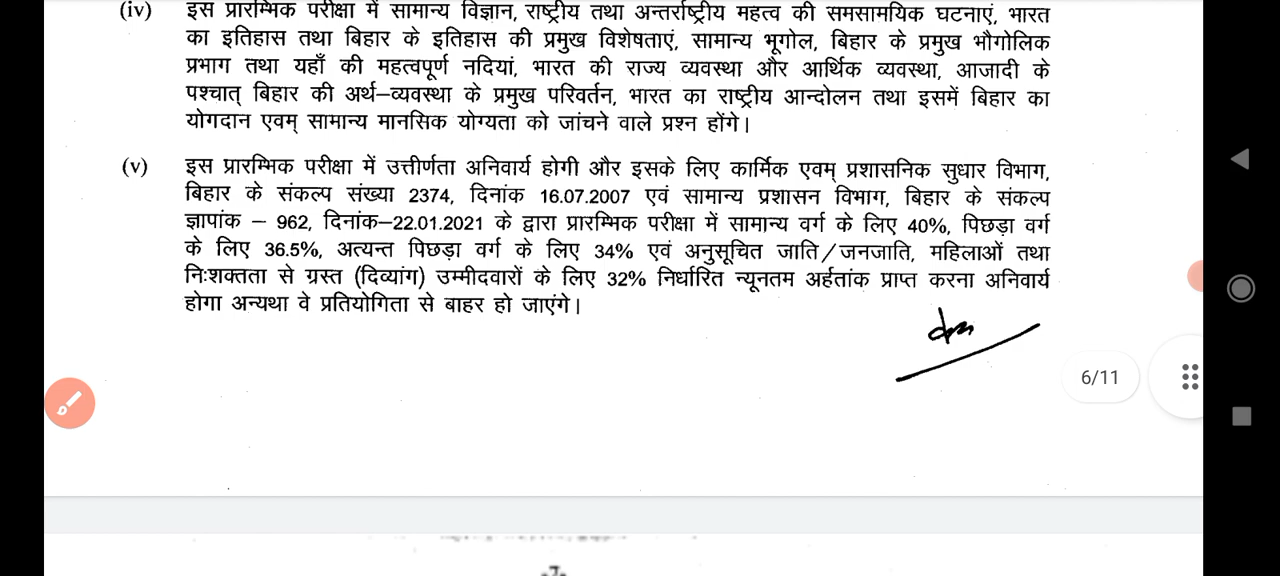 (iv) इस प्रारम्भिक परीक्षा में सामान्य विज्ञान, राष्ट्रीय तथा अन्तर्राष्ट्रीय महत्व की समसामयिक घटनाएं, भारत
का इतिहास तथा बिहार के इतिहास की प्रमुख विशेषताएं, सामान्य भूगोल, बिहार के प्रमुख भौगोलिक
प्रभाग तथा यहाँ की महत्वपूर्ण नदियां, भारत की राज्य व्यवस्था और आर्थिक व्यवस्था, आजादी के
पश्चात् बिहार की अर्थ–व्यवस्था के प्रमुख परिवर्तन, भारत का राष्ट्रीय आन्दोलन तथा इसमें बिहार का
योगदान एवम् सामान्य मानसिक योग्यता को जांचने वाले प्रश्न होंगे।
(v) इस प्रारम्भिक परीक्षा में उत्तीर्णता अनिवार्य होगी और इसके लिए कार्मिक एवम् प्रशासनिक सुधार विभाग,
बिहार के संकल्प संख्या 2374, दिनांक 16.07.2007 एवं सामान्य प्रशासन विभाग, बिहार के संकल्प
ज्ञापांक – 962, दिनांक–22.01.2021 के द्वारा प्रारम्भिक परीक्षा में सामान्य वर्ग के लिए 40%, पिछड़ा वर्ग
के लिए 36.5%, अत्यन्त पिछड़ा वर्ग के लिए 34% एवं अनुसूचित जाति/जनजाति, महिलाओं तथा
निःशक्तता से ग्रस्त (दिव्यांग) उम्मीदवारों के लिए 32% निर्धारित न्यूनतम अर्हतांक प्राप्त करना अनिवार्य
होगा अन्यथा वे प्रतियोगिता से बाहर हो जाएंगे।
6/11
-7-